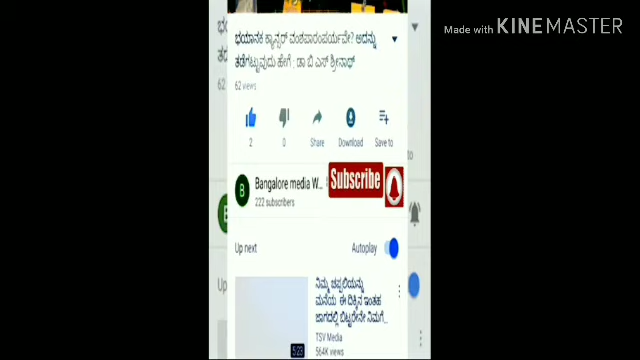 Made with KINEMASTER
ಭಯಾನಕ ಕ್ಯಾನ್ಸರ್ ವಂಶಪಾರಂಪರ್ಯವೇ? ಅದನ್ನು
ತಡೆಗಟ್ಟುವುದು ಹೇಗೆ : ಡಾ ಬಿ ಎಸ್ ಶ್ರೀನಾಥ್
62 views
2
0
Share
Download
Save to
B
Bangalore media W...
Subscribe
222 subscribers
Up next
Autoplay
ನಿಮ್ಮ ಚಪ್ಪಲಿಯನ್ನು
ಮನೆಯ ಈ ದಿಕ್ಕಿನ ಇಂತಹ
ಜಾಗದಲ್ಲಿ ಬಿಟ್ಟರೇನೇ ನಿಮಗೆ...
TSV Media
564K views
5:23